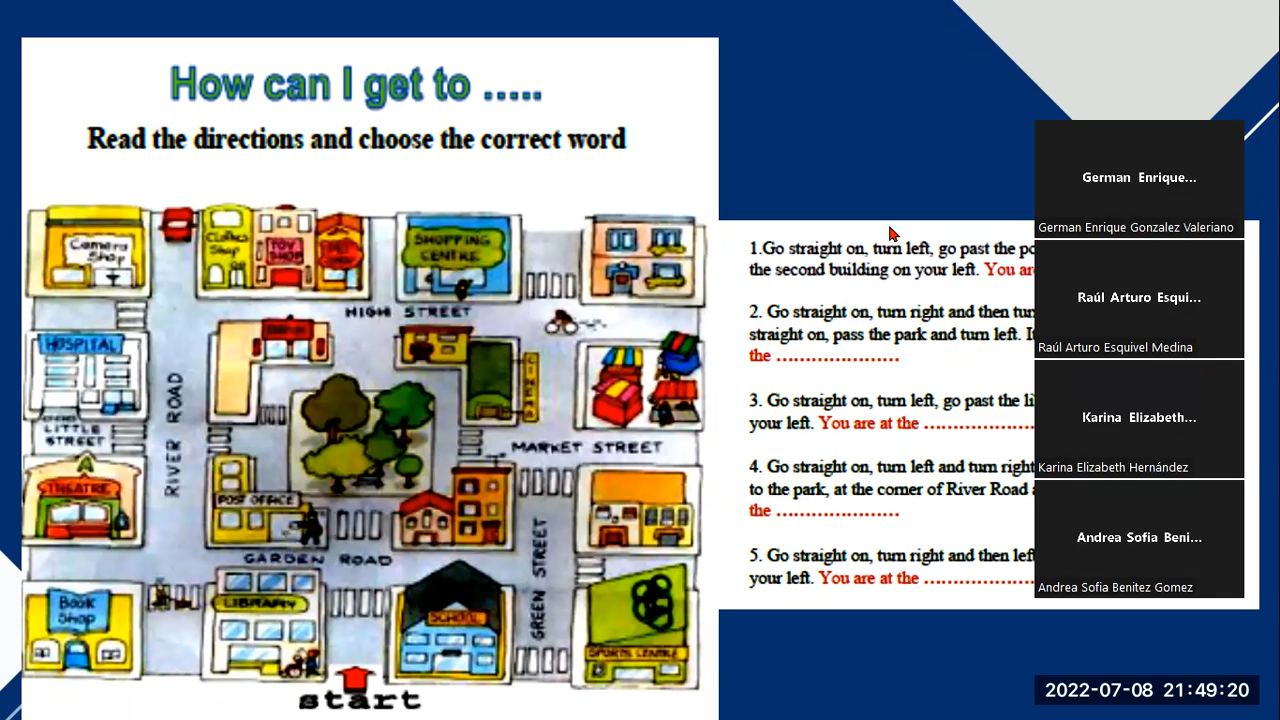 How can I get to .....
Read the directions and choose the correct word
Camera Shop
Clothes Shop
TOY SHOP
SHOPPING CENTRE
HIGH STREET
HOSPITAL
CINEMA
LITTLE STREET
RIVER ROAD
MARKET STREET
THEATRE
POST OFFICE
GARDEN ROAD
GREEN STREET
Book Shop
LIBRARY
SCHOOL
SPORTS CENTRE
start
1.Go straight on, turn left, go past the
the second building on your left. You
2. Go straight on, turn right and then
straight on, pass the park and turn left.
the ......................
3. Go straight on, turn left, go past the
your left. You are at the ......................
4. Go straight on, turn left and turn right
to the park, at the corner of River Road
the ......................
5. Go straight on, turn right and then left
your left. You are at the ......................
German Enrique...
German Enrique Gonzalez Valeriano
Raúl Arturo Esqui...
Raúl Arturo Esquivel Medina
Karina Elizabeth...
Karina Elizabeth Hernández
Andrea Sofia Beni...
Andrea Sofia Benitez Gomez
2022-07-08 21:49:20